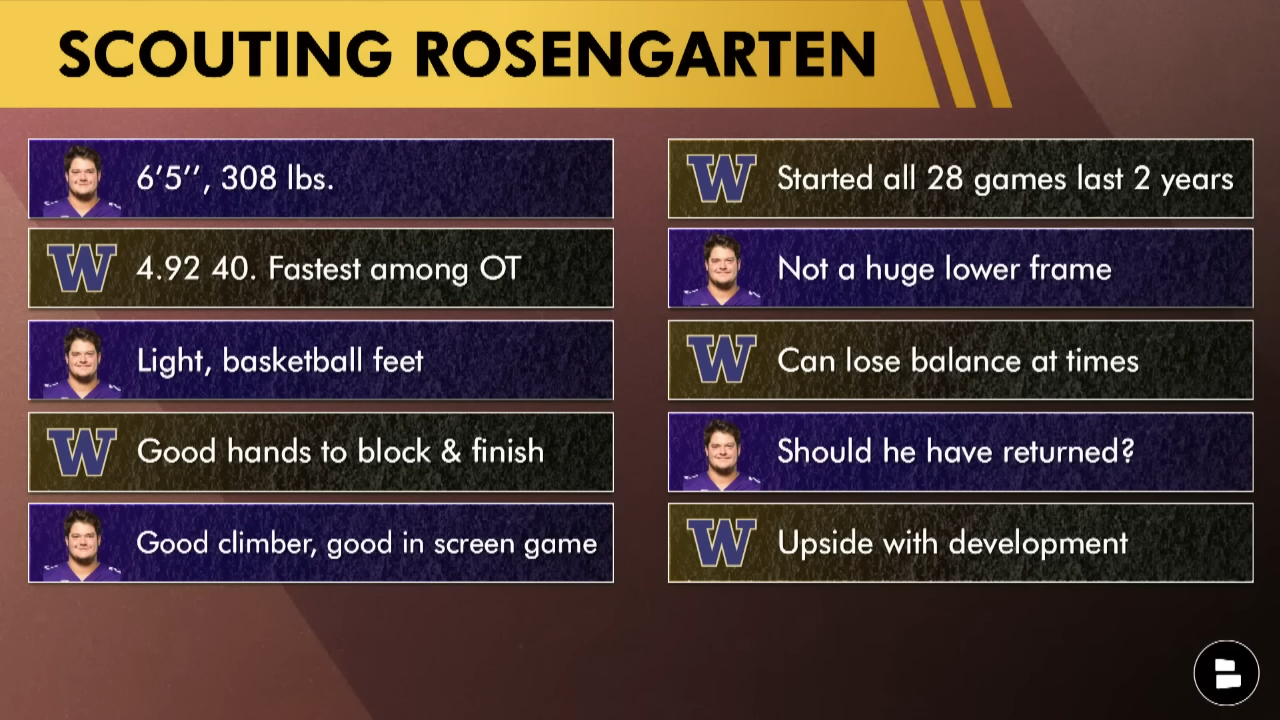 SCOUTING ROSENGARTEN
6'5'', 308 lbs.
W 4.92 40. Fastest among OT
Light, basketball feet
W Good hands to block & finish
Good climber, good in screen game
W Started all 28 games last 2 years
Not a huge lower frame
W Can lose balance at times
Should he have returned?
W Upside with development